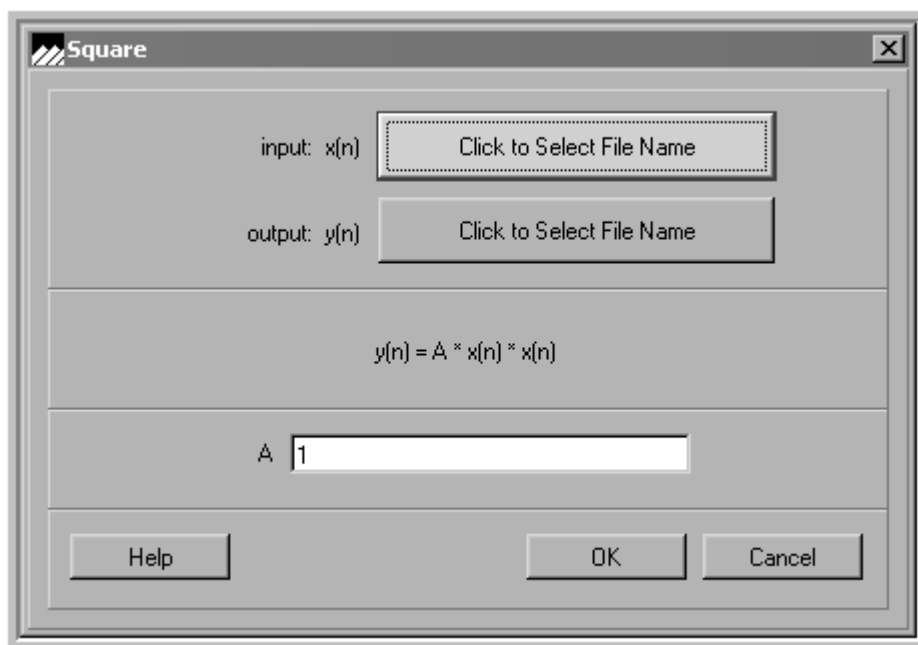 Square
input: x(n) Click to Select File Name
output: y(n) Click to Select File Name
y(n) = A * x(n) * x(n)
A 1
Help OK Cancel